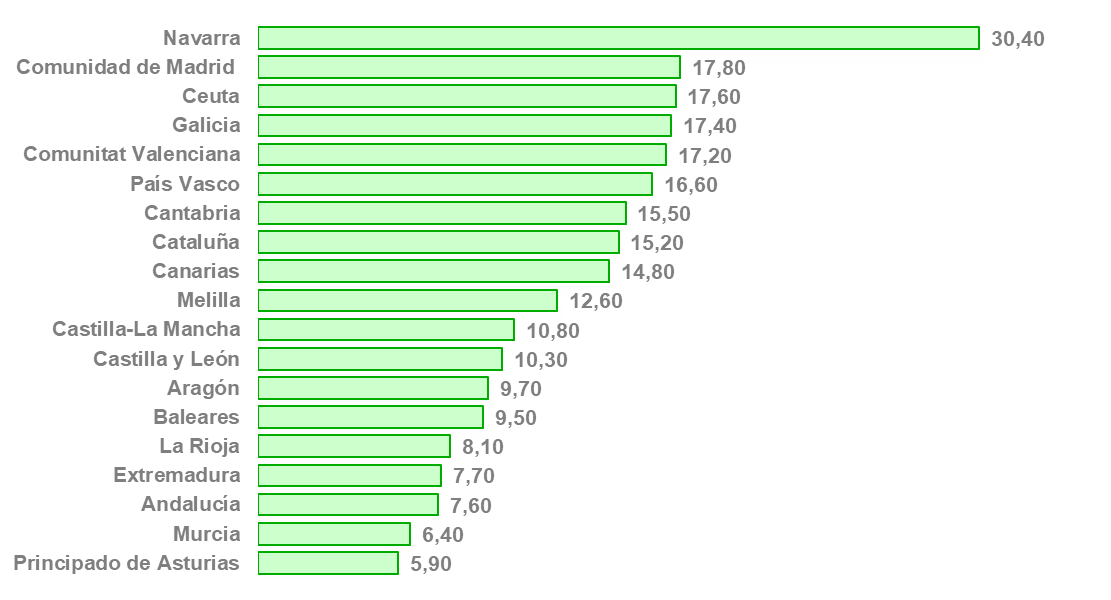 Navarra 30,40
Comunidad de Madrid 17,80
Ceuta 17,60
Galicia 17,40
Comunitat Valenciana 17,20
País Vasco 16,60
Cantabria 15,50
Cataluña 15,20
Canarias 14,80
Melilla 12,60
Castilla-La Mancha 10,80
Castilla y León 10,30
Aragón 9,70
Baleares 9,50
La Rioja 8,10
Extremadura 7,70
Andalucía 7,60
Murcia 6,40
Principado de Asturias 5,90